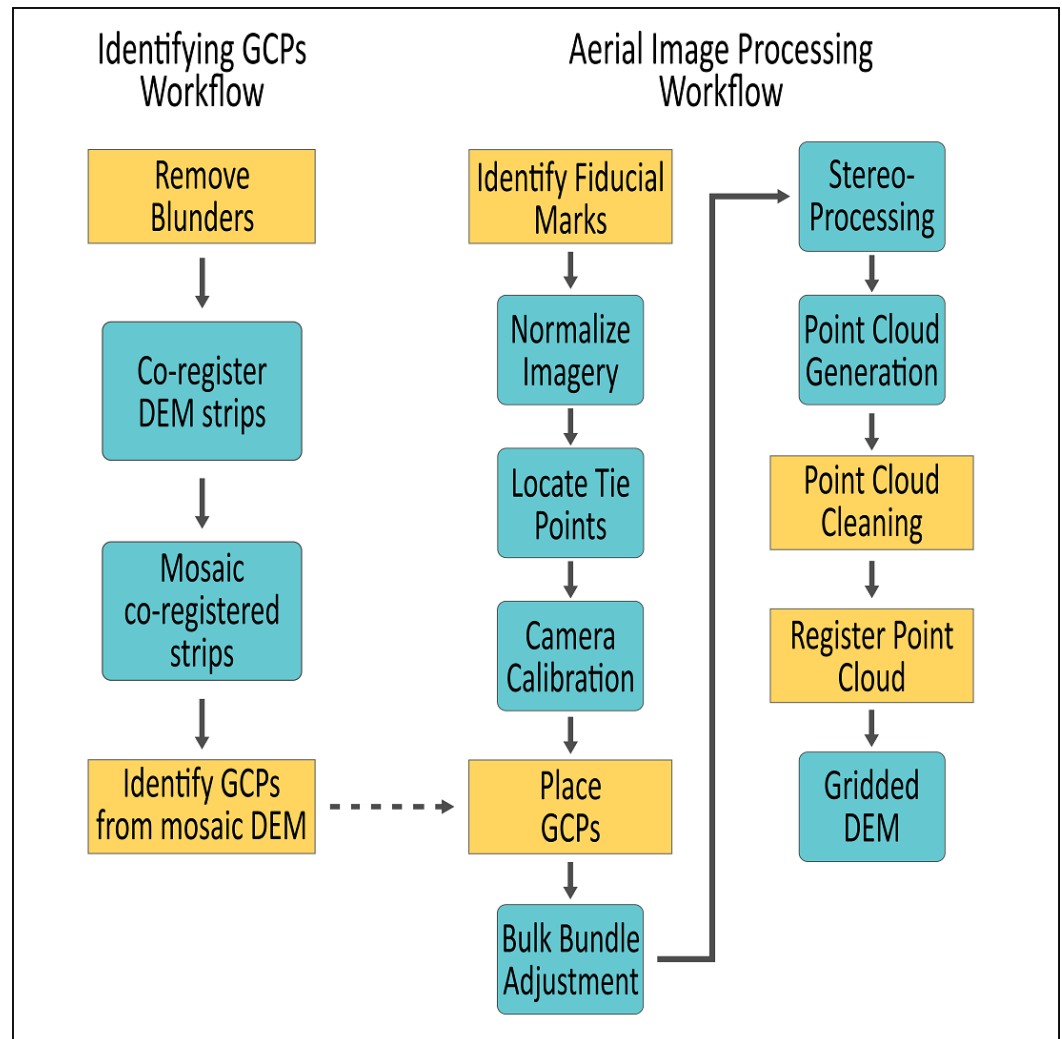 Identifying GCPs
Workflow
Remove
Blunders
Co-register
DEM strips
Mosaic
co-registered
strips
Identify GCPs
from mosaic DEM
Aerial Image Processing
Workflow
Identify Fiducial
Marks
Normalize
Imagery
Locate Tie
Points
Camera
Calibration
Place
GCPs
Bulk Bundle
Adjustment
Stereo-
Processing
Point Cloud
Generation
Point Cloud
Cleaning
Register Point
Cloud
Gridded
DEM